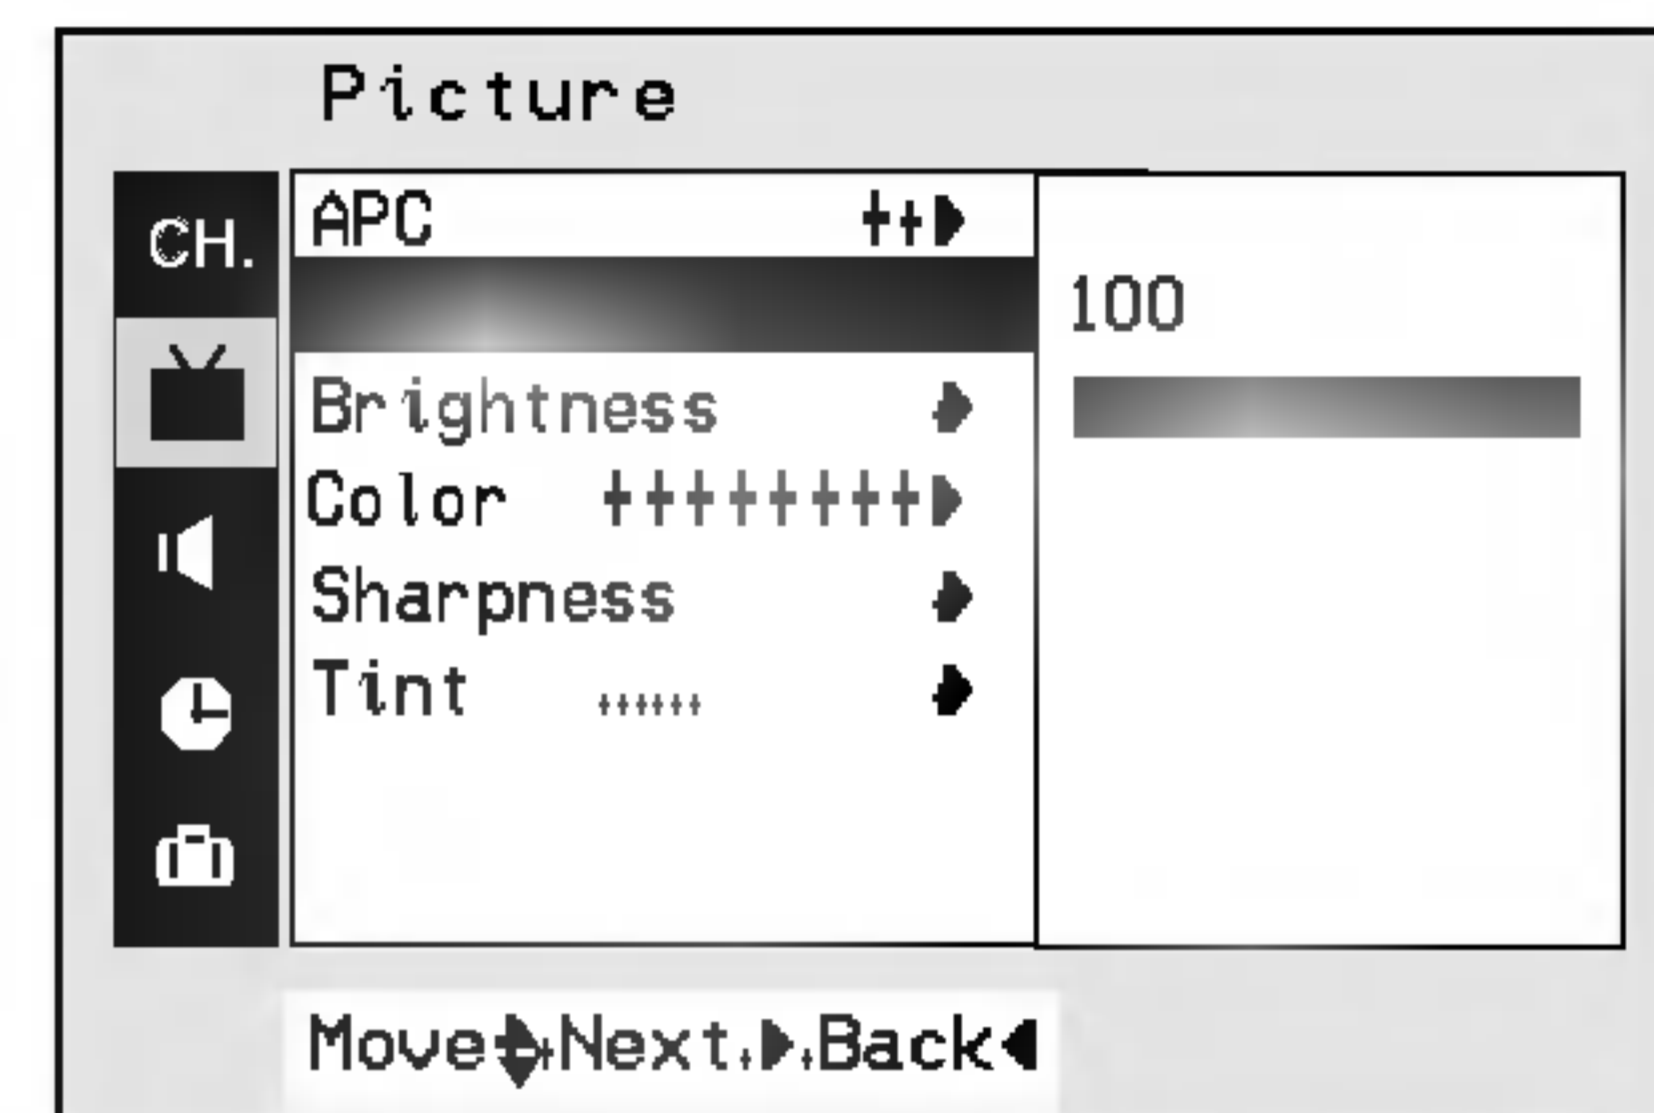 Picture
CH.
APC
100
Brightness
Color
Sharpness
Tint
Move Next Back